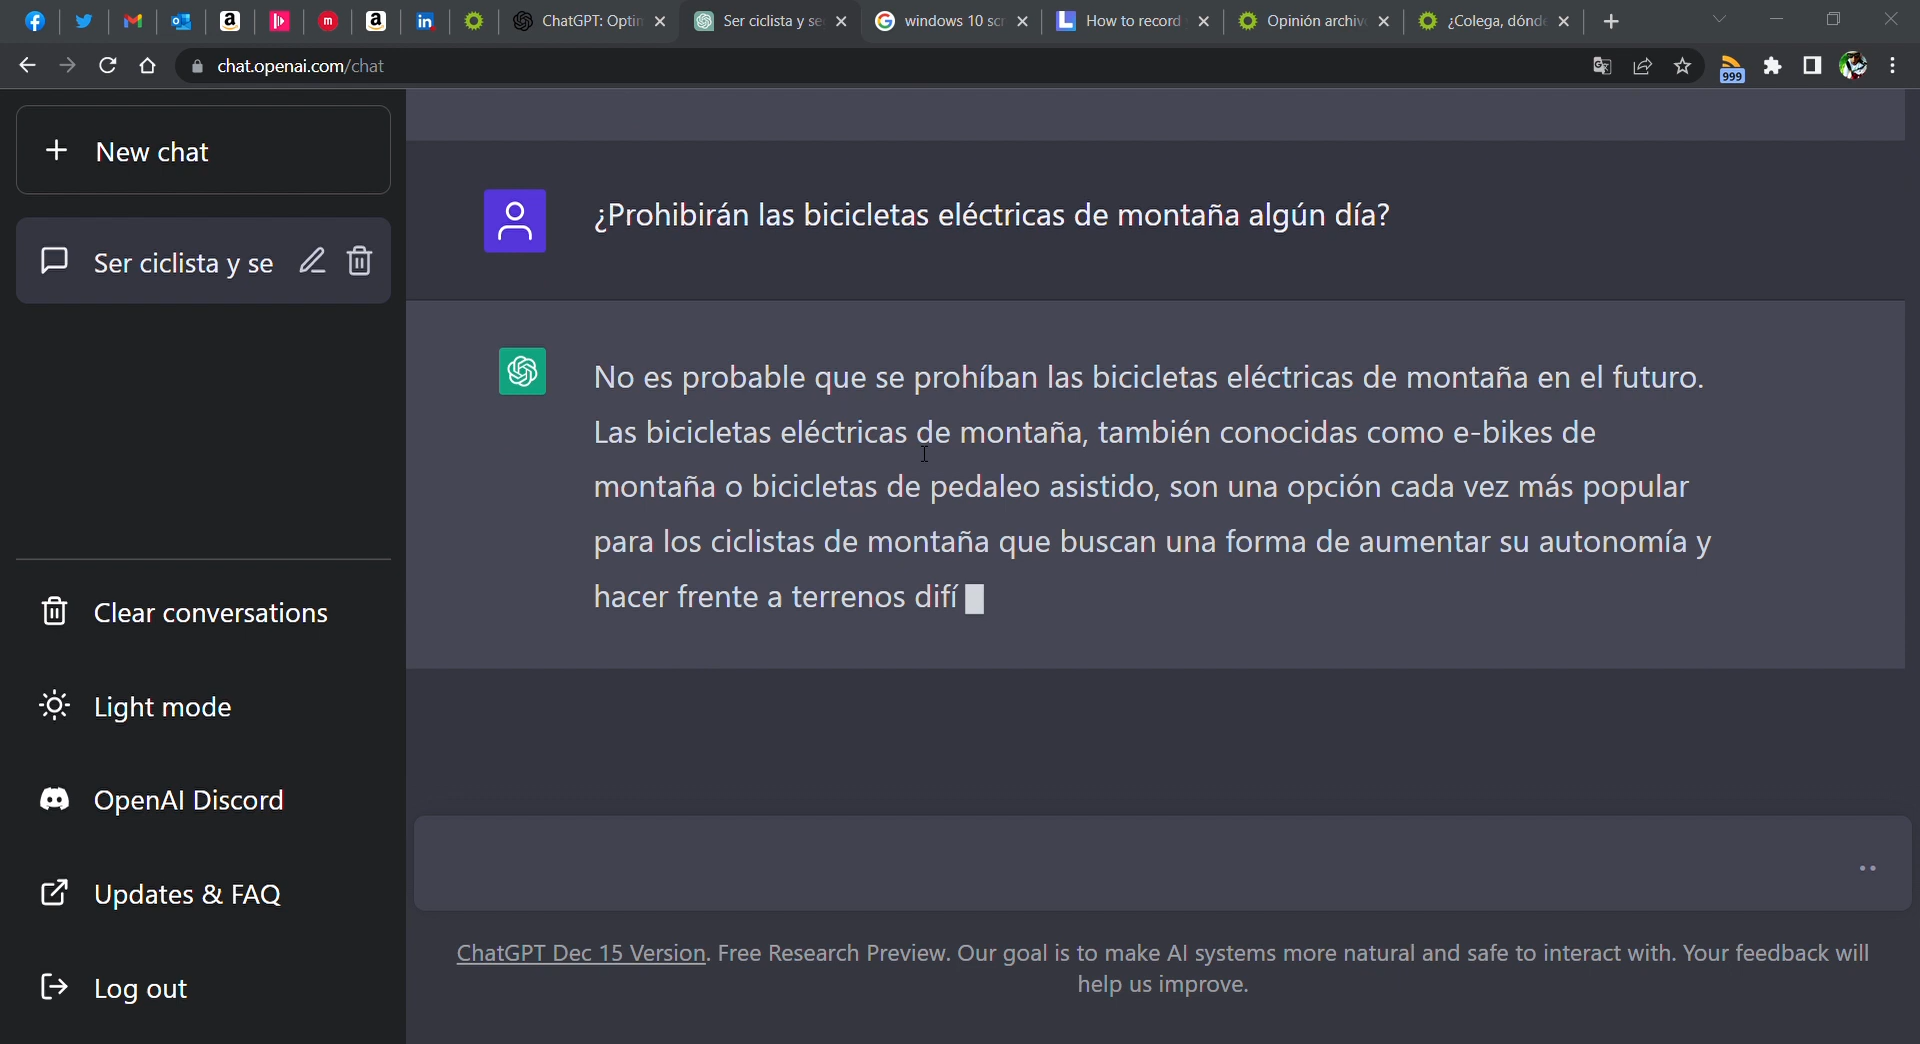 ChatGPT: Optin
Ser ciclista y se
windows 10 scr
How to record
Opinión archiv
¿Colega, dónde
chat.openai.com/chat
999
New chat
Ser ciclista y se
Clear conversations
Light mode
OpenAI Discord
Updates & FAQ
Log out
¿Prohibirán las bicicletas eléctricas de montaña algún día?
No es probable que se prohíban las bicicletas eléctricas de montaña en el futuro.
Las bicicletas eléctricas de montaña, también conocidas como e-bikes de
montaña o bicicletas de pedaleo asistido, son una opción cada vez más popular
para los ciclistas de montaña que buscan una forma de aumentar su autonomía y
hacer frente a terrenos difí
ChatGPT Dec 15 Version. Free Research Preview. Our goal is to make AI systems more natural and safe to interact with. Your feedback will
help us improve.